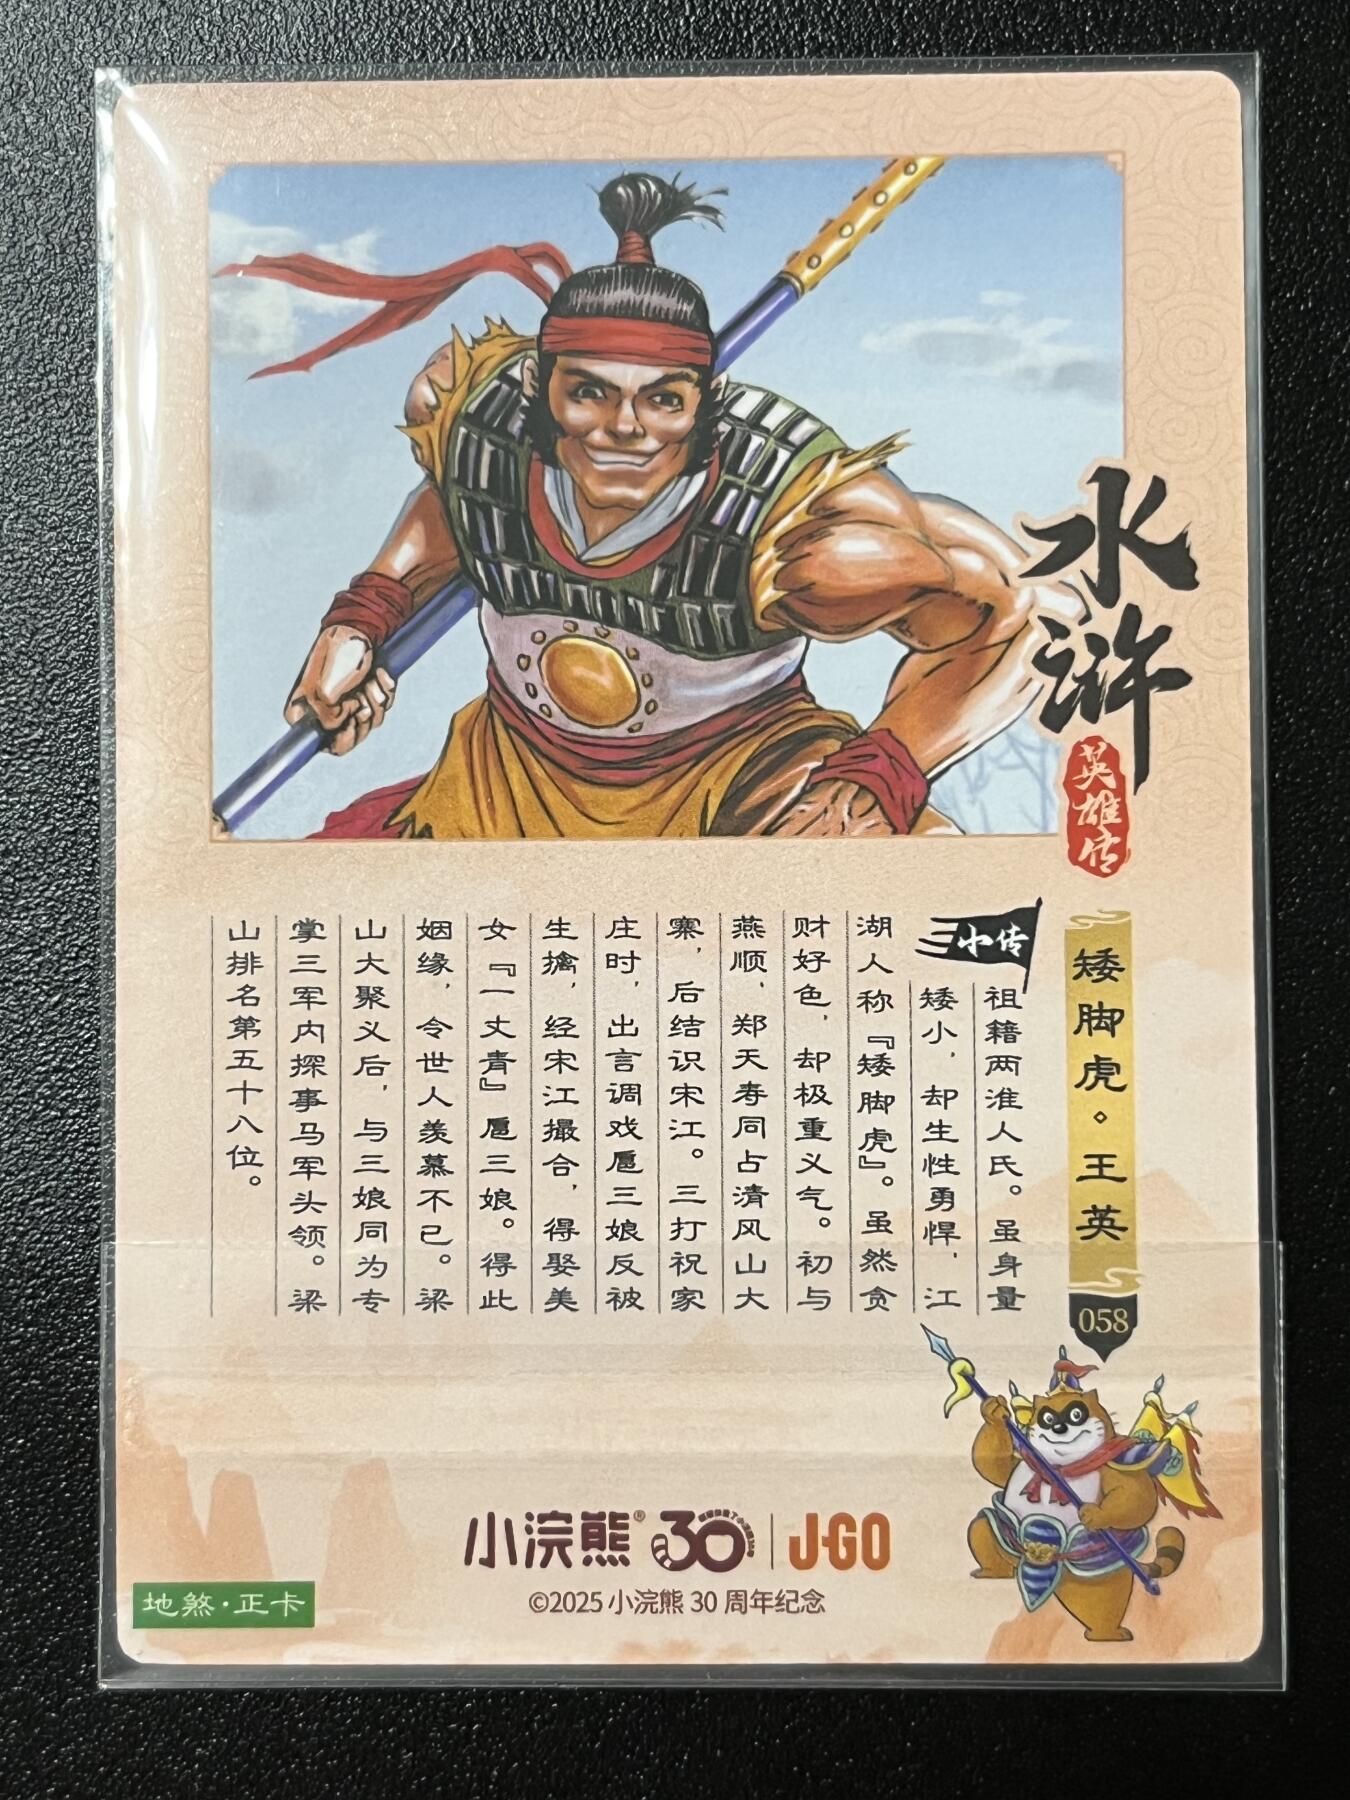 水浒
英雄传
矮脚虎·王英
058
小传
祖籍两淮人氏。虽身量
矮小，却生性勇悍，江
湖人称『矮脚虎』。虽然贪
财好色，却极重义气。初与
燕顺、郑天寿同占清风山大
寨，后结识宋江。三打祝家
庄时，出言调戏扈三娘反被
生擒，经宋江撮合，得娶美
女『一丈青』扈三娘。得此
姻缘，令世人羡慕不已。梁
山大聚义后，与三娘同为专
掌三军内探事马军头领。梁
山排名第五十八位。
小浣熊® 30 | J·GO
©2025 小浣熊 30 周年纪念
地煞·正卡